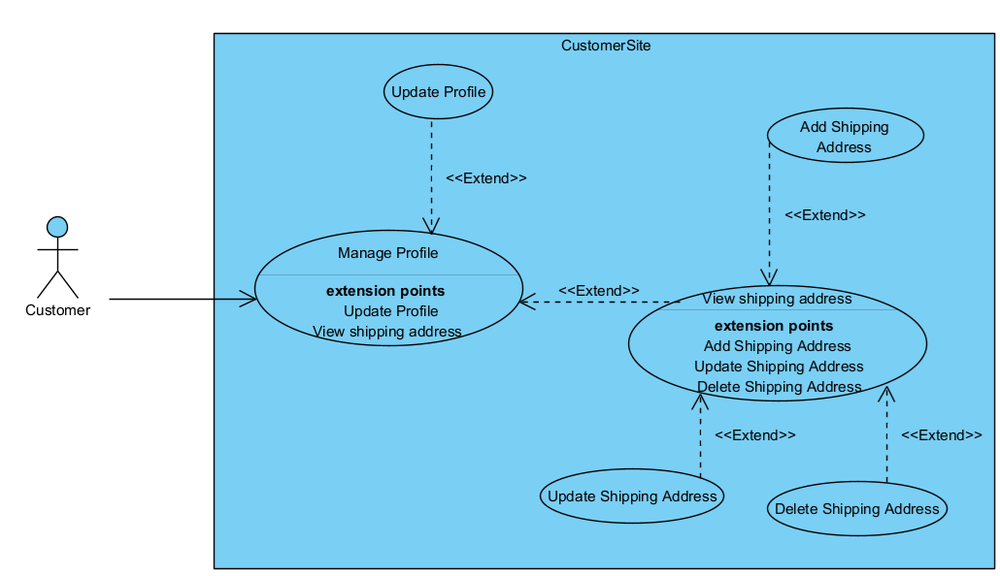 CustomerSite
Update Profile
Add Shipping
Address
<<Extend>>
<<Extend>>
Manage Profile
extension points
Update Profile
View shipping address
<<Extend>>
View shipping address
extension points
Add Shipping Address
Update Shipping Address
Delete Shipping Address
Customer
<<Extend>>
<<Extend>>
Update Shipping Address
Delete Shipping Address